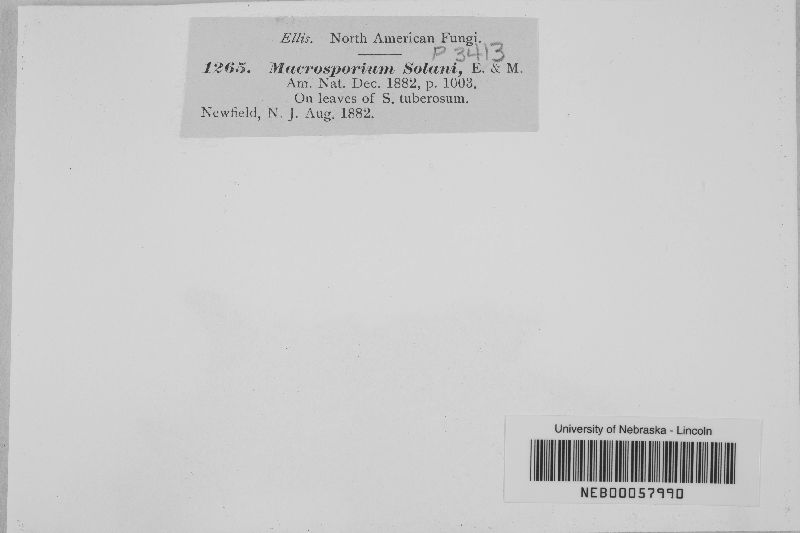 Ellis. North American Fungi.
P 3413
1265. Macrosporium Solani, E. & M.
Am. Nat. Dec. 1882, p. 1003.
On leaves of S. tuberosum.
Newfield, N. J. Aug. 1882.
University of Nebraska - Lincoln
NEB00057990